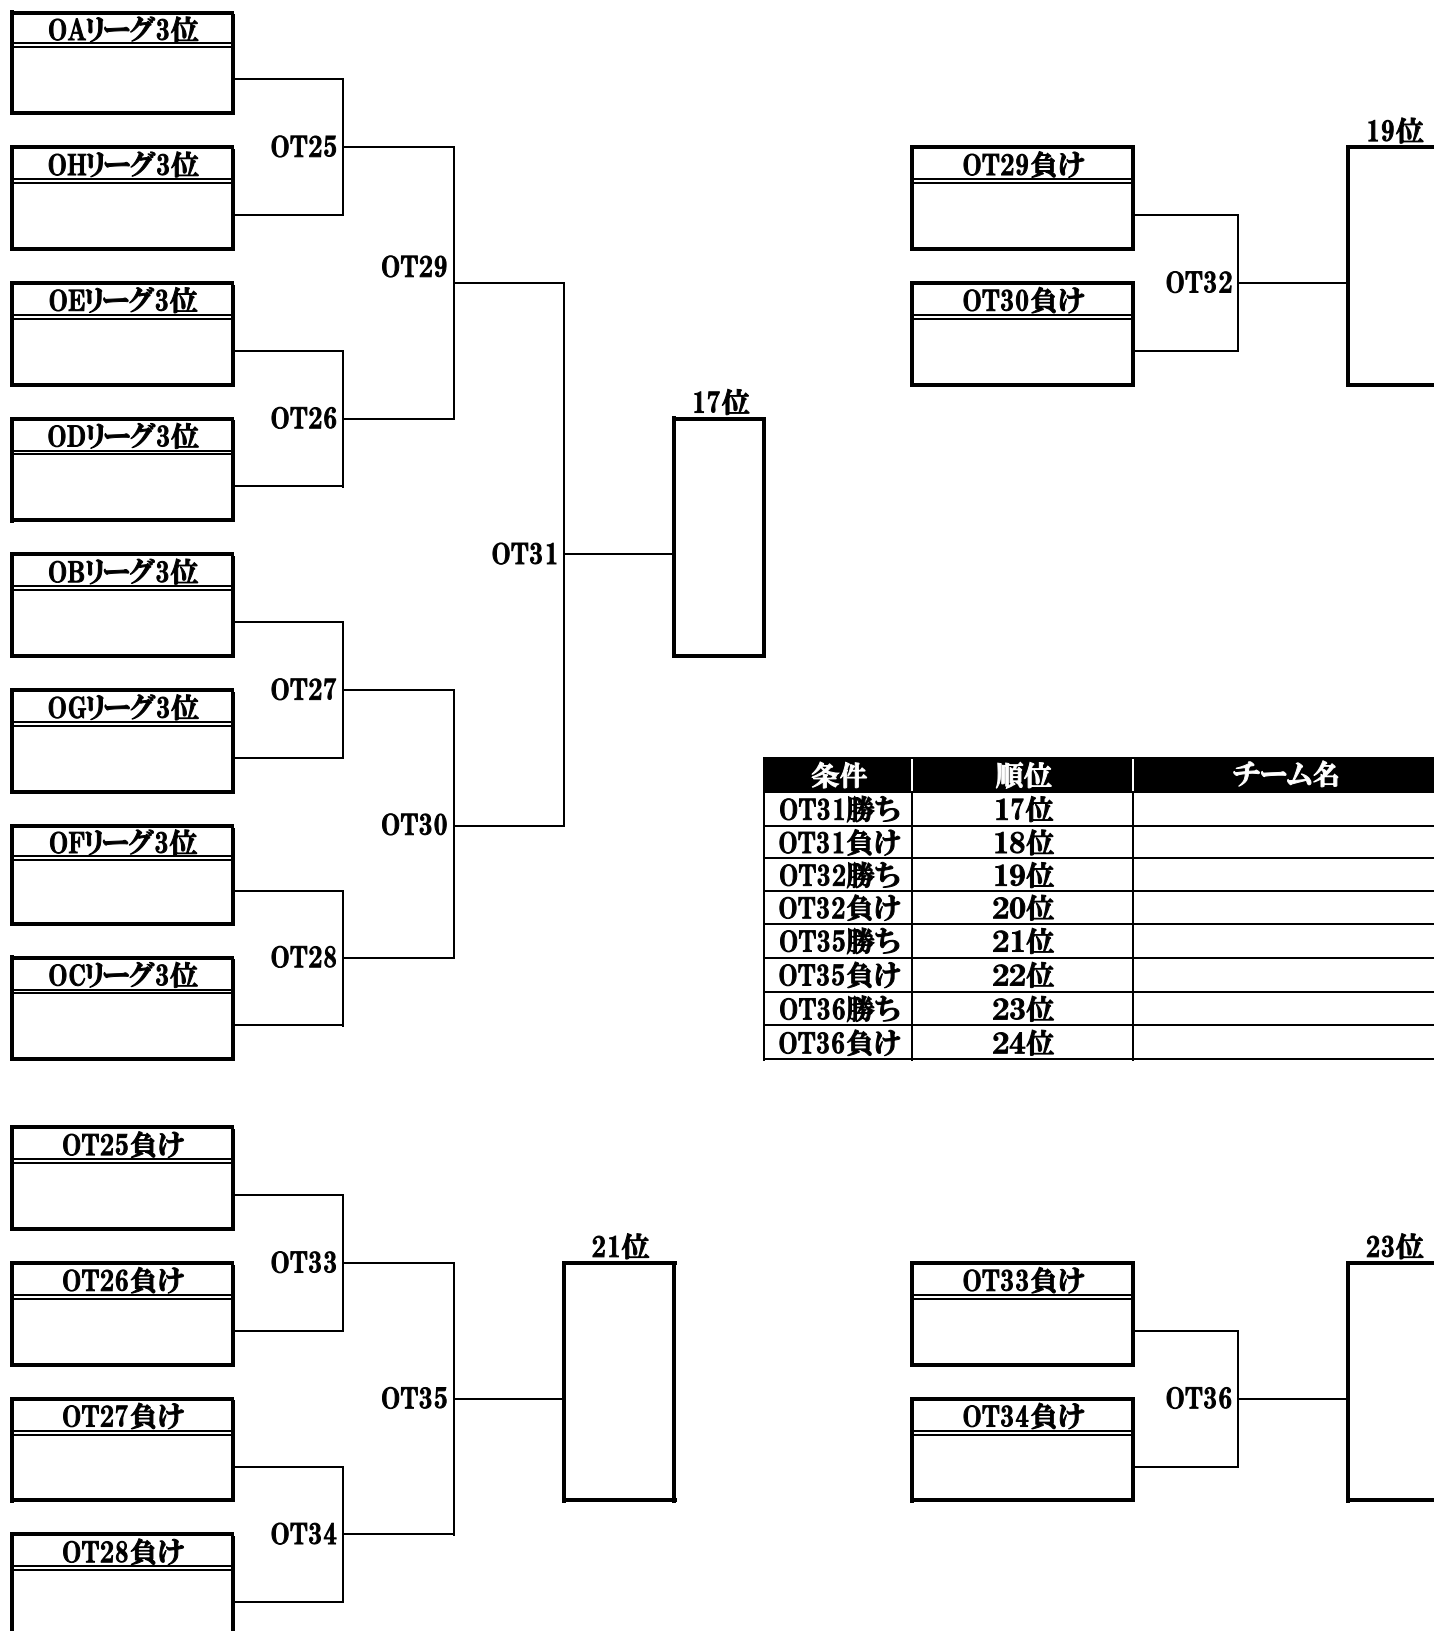 OAリーグ3位
OT25
OHリーグ3位
OT29
OEリーグ3位
OT26
ODリーグ3位
OT31
17位
OBリーグ3位
OT27
OGリーグ3位
OT30
OFリーグ3位
OT28
OCリーグ3位
19位
OT29負け
OT32
OT30負け
条件 順位 チーム名
OT31勝ち 17位
OT31負け 18位
OT32勝ち 19位
OT32負け 20位
OT35勝ち 21位
OT35負け 22位
OT36勝ち 23位
OT36負け 24位
OT25負け
OT33
OT26負け
OT35
21位
OT27負け
OT34
OT28負け
23位
OT33負け
OT36
OT34負け